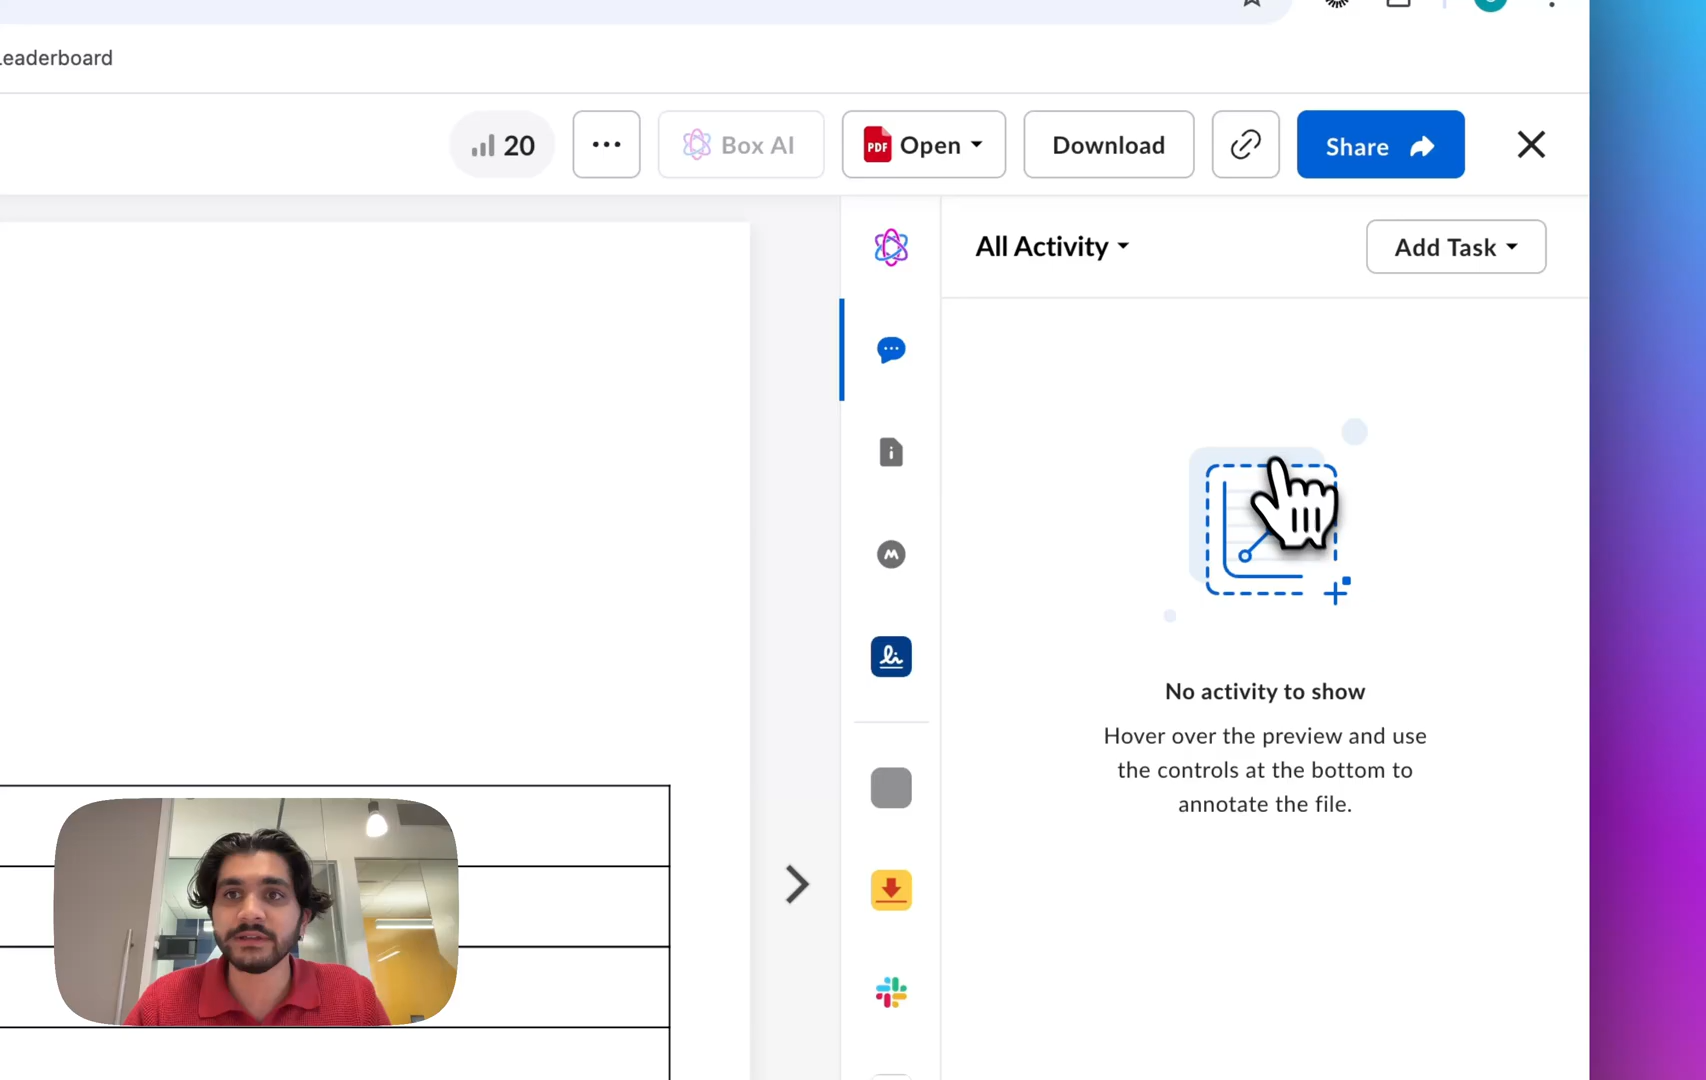 Leaderboard
20
Box AI
PDF
Open
Download
Share
All Activity
Add Task
No activity to show
Hover over the preview and use
the controls at the bottom to
annotate the file.